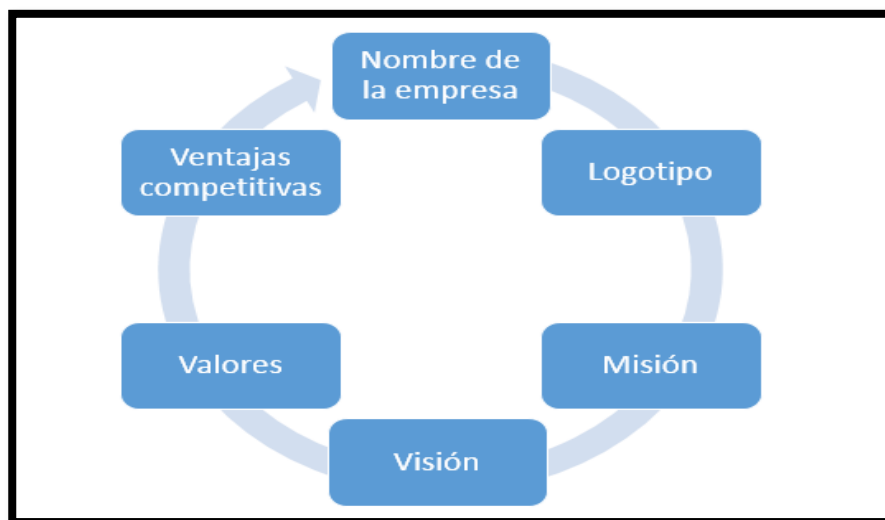 Nombre de
la empresa
Logotipo
Misión
Visión
Valores
Ventajas
competitivas